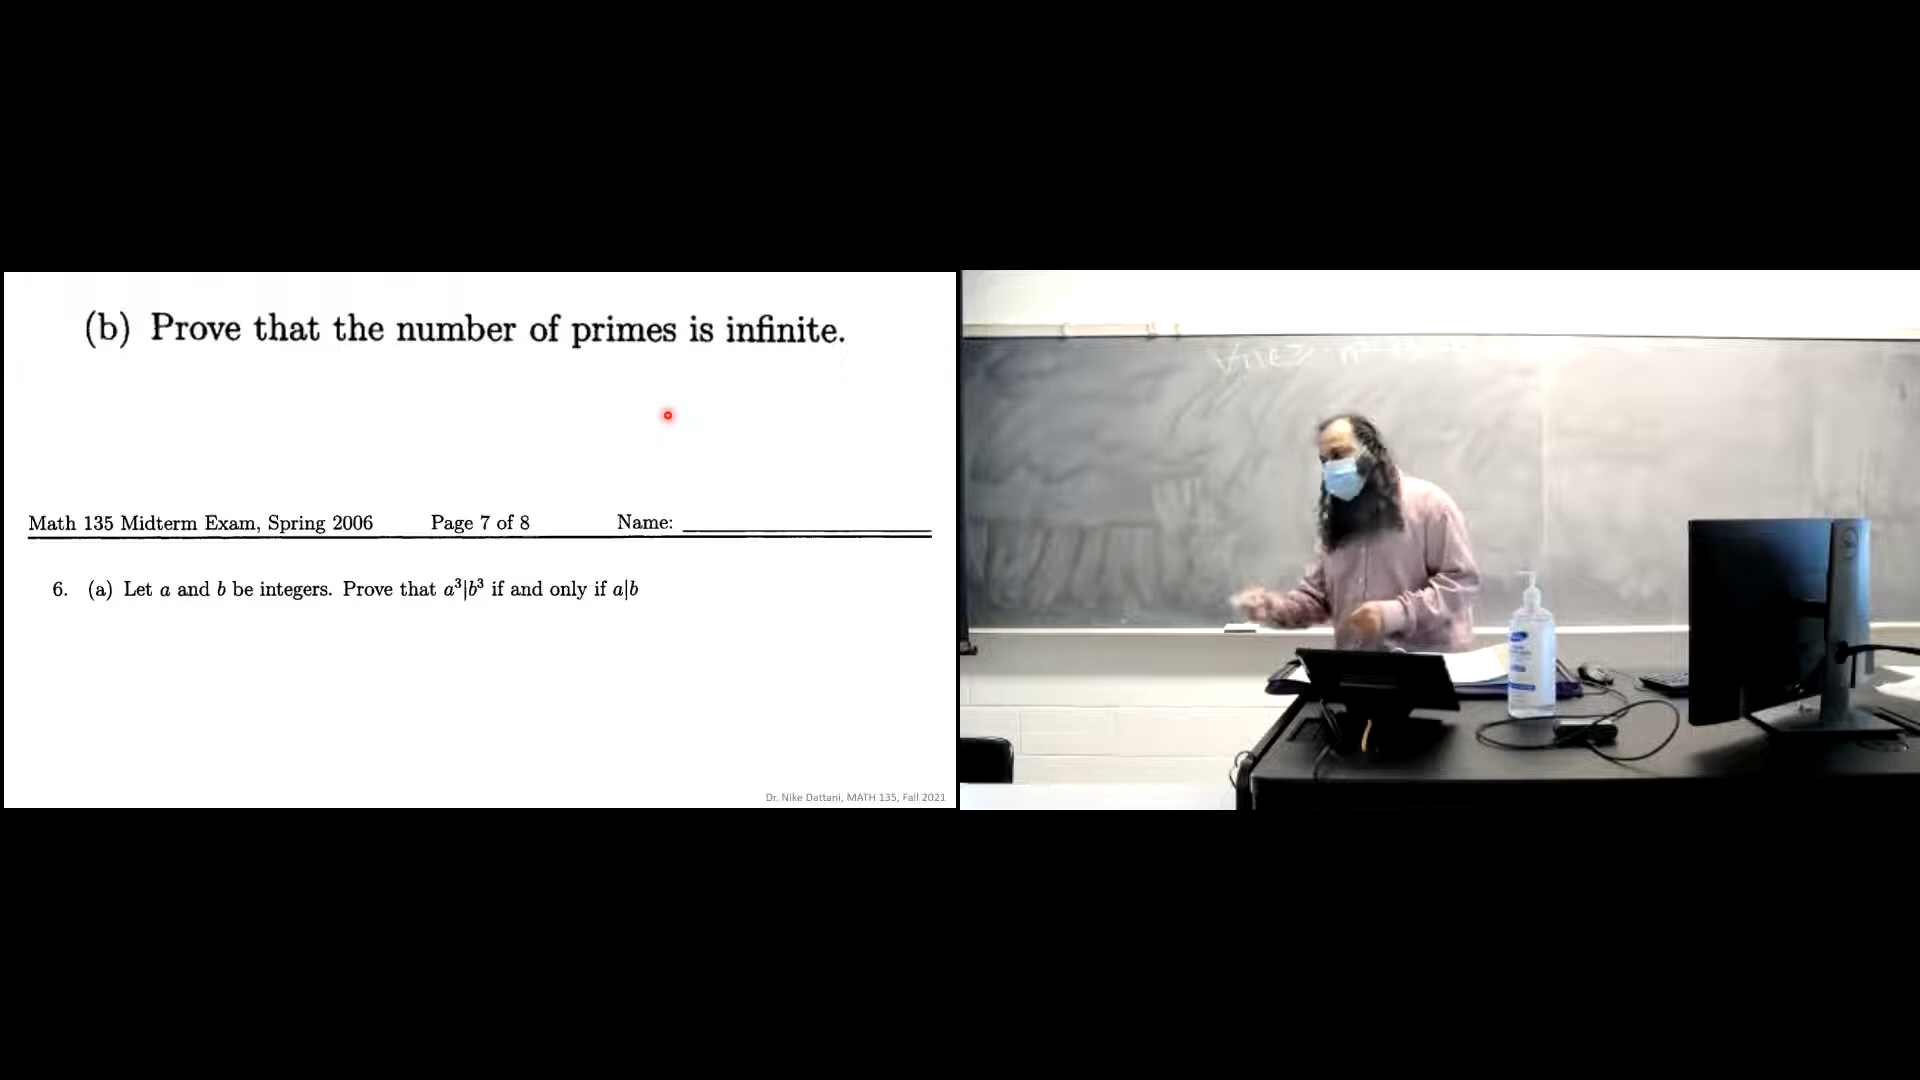 (b) Prove that the number of primes is infinite.
Math 135 Midterm Exam, Spring 2006 Page 7 of 8 Name:
6. (a) Let a and b be integers. Prove that a³|b³ if and only if a|b
Dr. Nike Dattani, MATH 135, Fall 2021